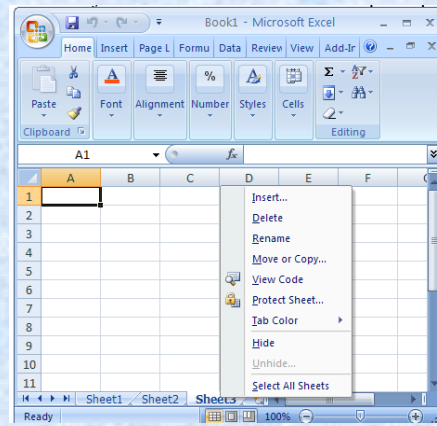 Book1 - Microsoft Excel
Home Insert Page L Formu Data Review View Add-Ir
Paste Font Alignment Number Styles Cells
Clipboard Editing
A1 fx
A B C D E F
1
2
3
4
5
6
7
8
9
10
11
Insert...
Delete
Rename
Move or Copy...
View Code
Protect Sheet...
Tab Color
Hide
Unhide...
Select All Sheets
Sheet1 Sheet2 Sheet3
Ready 100%